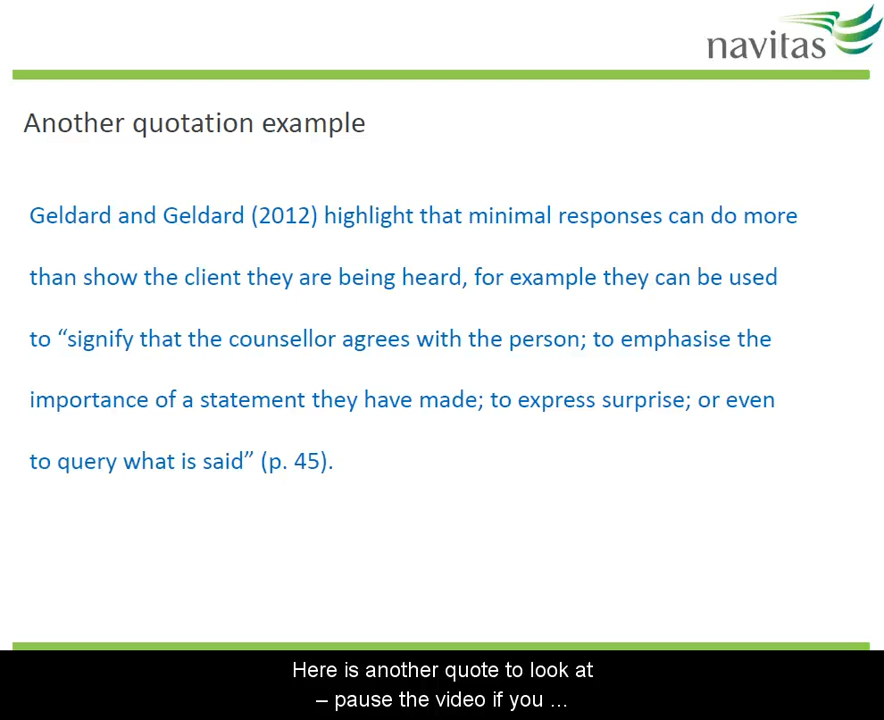 navitas
Another quotation example
Geldard and Geldard (2012) highlight that minimal responses can do more
than show the client they are being heard, for example they can be used
to “signify that the counsellor agrees with the person; to emphasise the
importance of a statement they have made; to express surprise; or even
to query what is said” (p. 45).
Here is another quote to look at
– pause the video if you ...